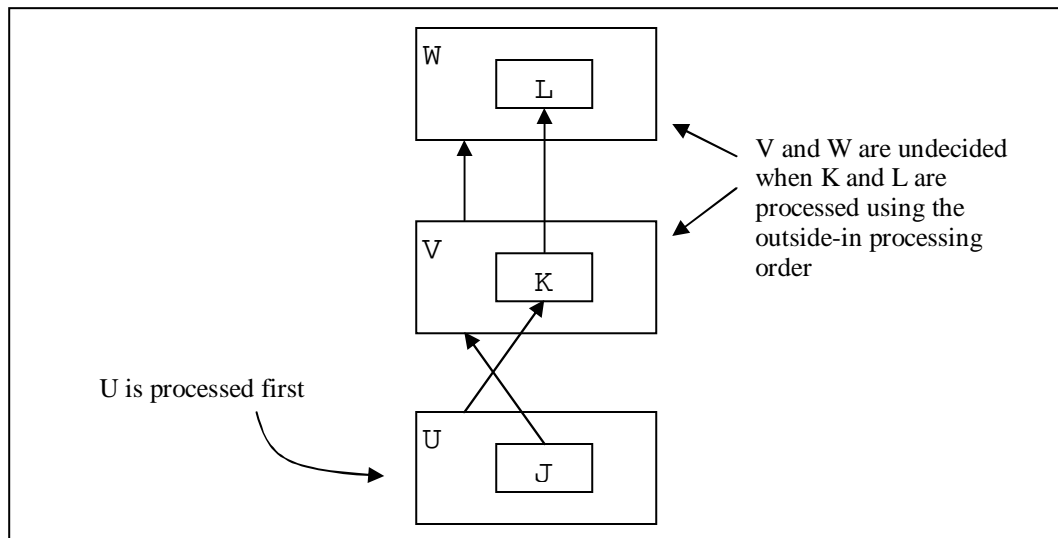 W
L
V and W are undecided
when K and L are
processed using the
outside-in processing
order
V
K
U is processed first
U
J